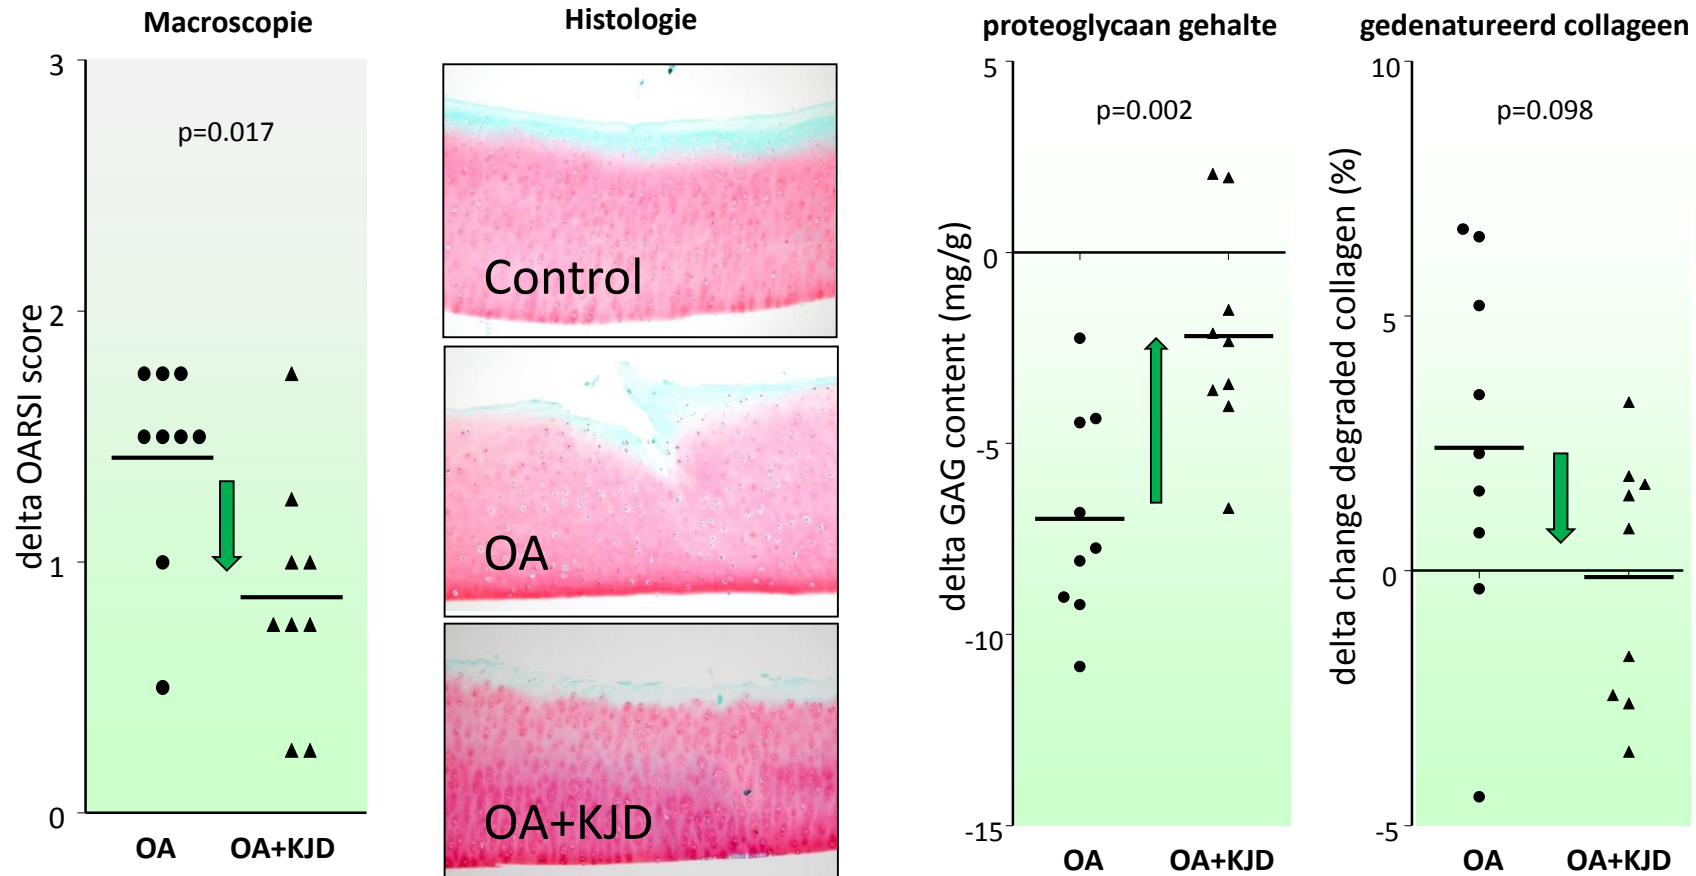 Macroscopie
3
p=0.017
2
1
0
delta OARSI score
OA
OA+KJD
Histologie
Control
OA
OA+KJD
proteoglycaan gehalte
5
p=0.002
0
-5
-10
-15
delta GAG content (mg/g)
OA
OA+KJD
gedenatureerd collageen
10
p=0.098
5
0
-5
delta change degraded collagen (%)
OA
OA+KJD